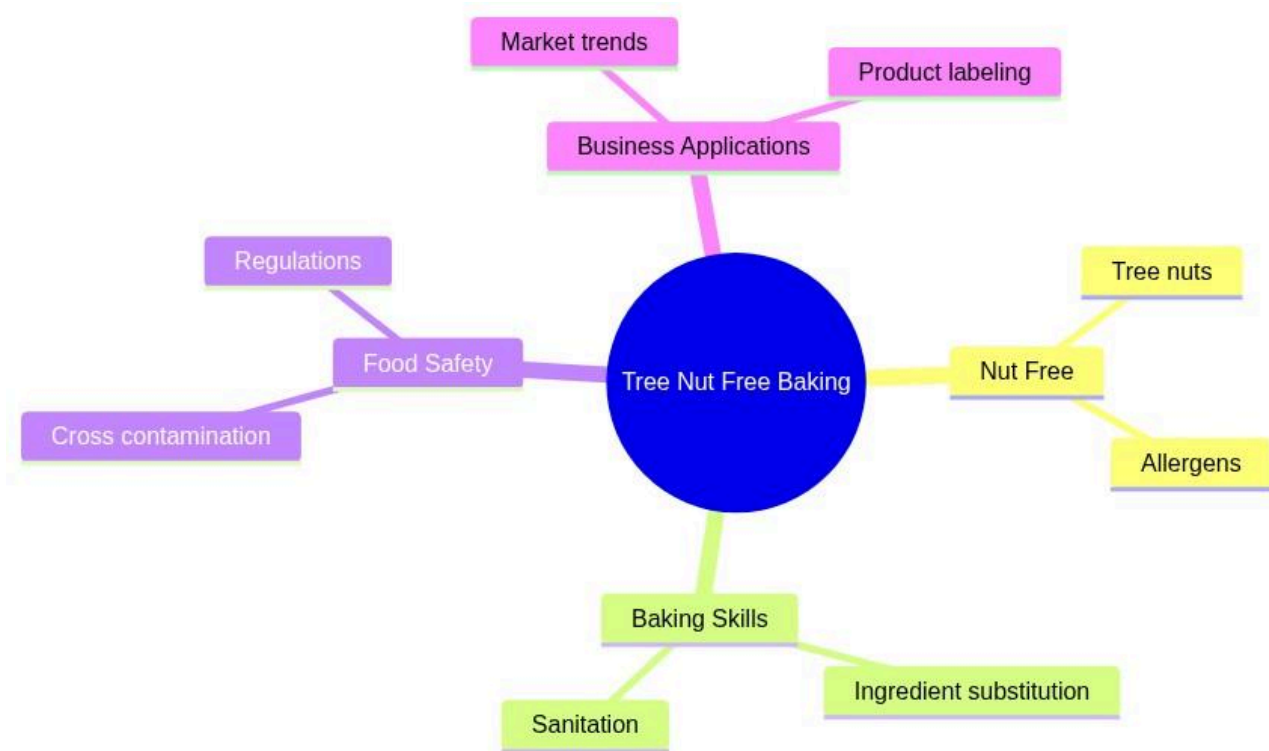 Market trends
Product labeling
Business Applications
Regulations
Tree nuts
Food Safety
Tree Nut Free Baking
Nut Free
Cross contamination
Allergens
Baking Skills
Ingredient substitution
Sanitation